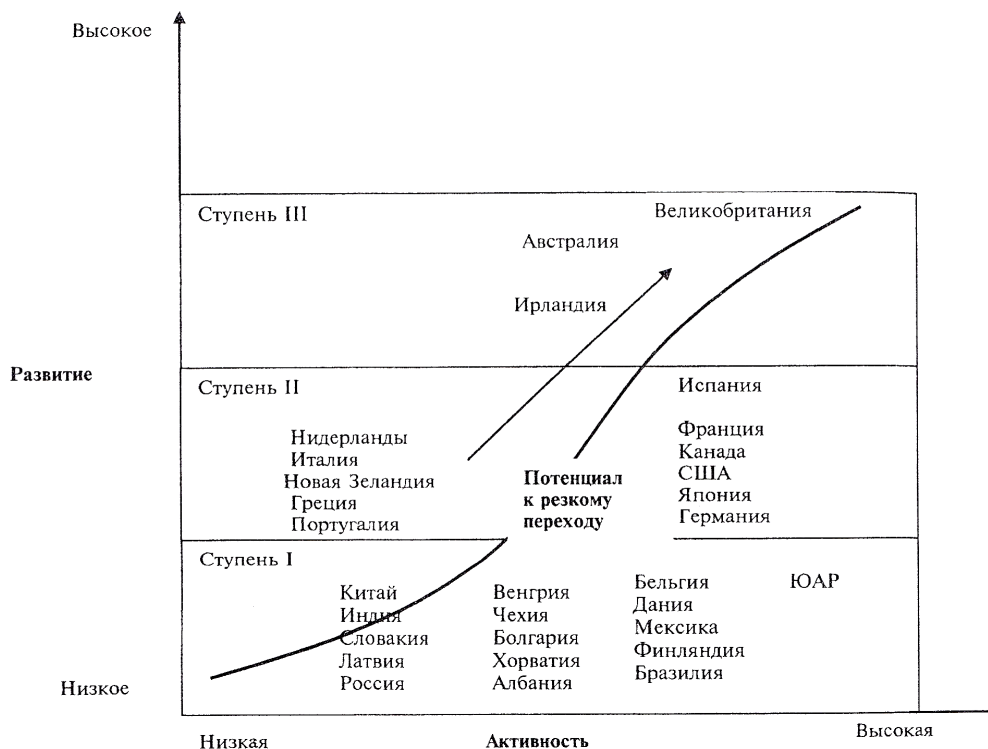 Высокое
Ступень III
Великобритания
Австралия
Ирландия
Развитие
Ступень II
Испания
Нидерланды
Италия
Новая Зеландия
Греция
Португалия
Франция
Канада
США
Япония
Германия
Потенциал
к резкому
переходу
Ступень I
Китай
Индия
Словакия
Латвия
Россия
Венгрия
Чехия
Болгария
Хорватия
Албания
Бельгия
Дания
Мексика
Финляндия
Бразилия
ЮАР
Низкое
Низкая
Активность
Высокая